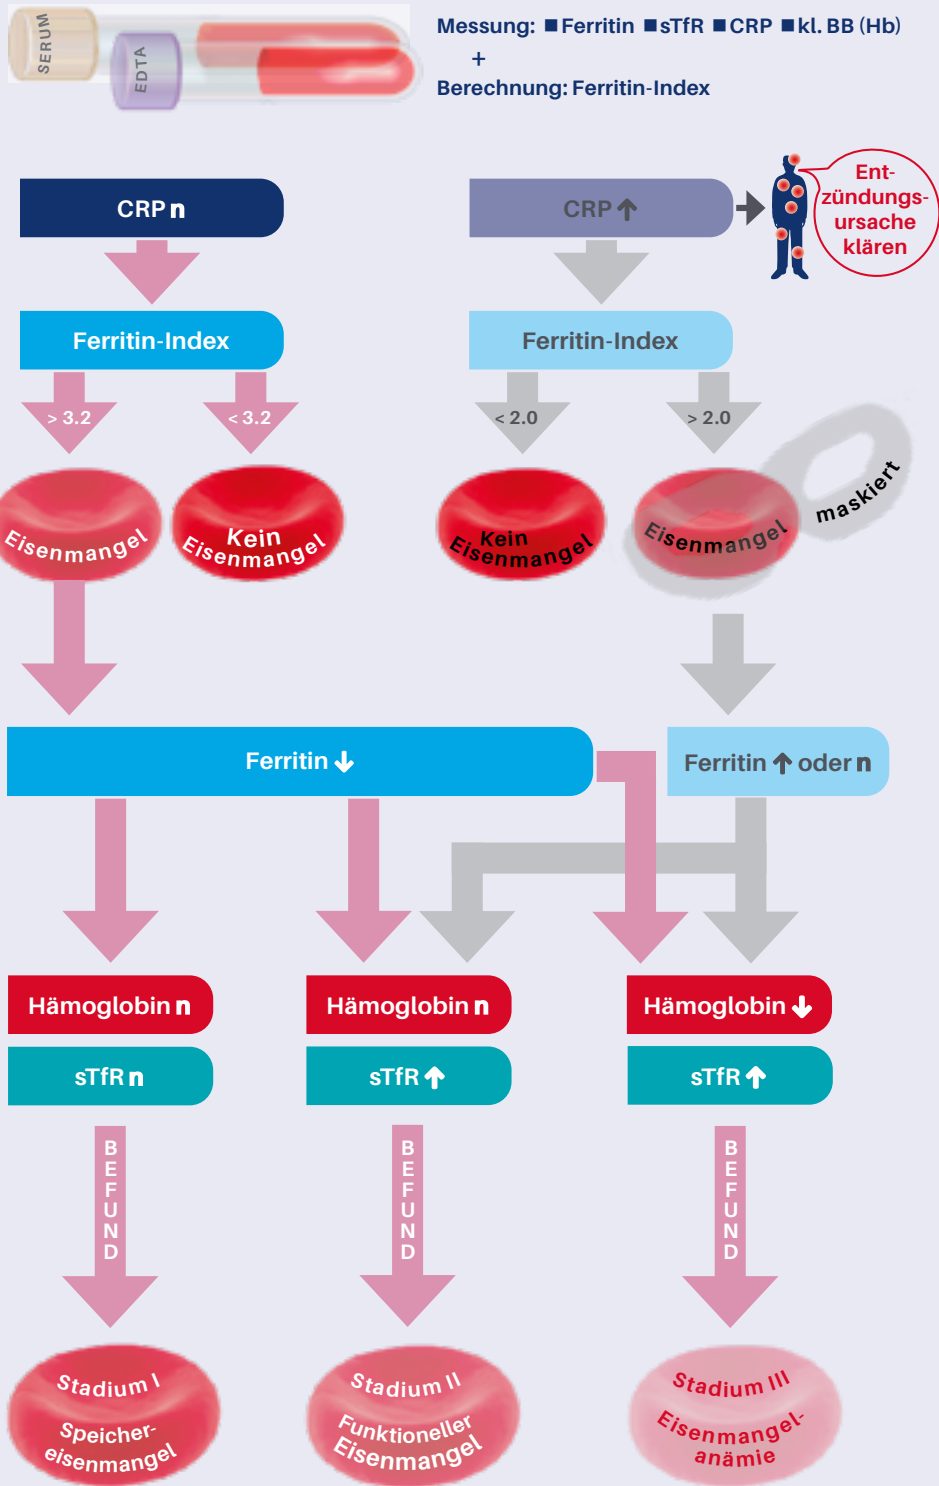 SERUM
EDTA
Messung: ■ Ferritin ■ sTfR ■ CRP ■ kl. BB (Hb)
+
Berechnung: Ferritin-Index
CRP n
CRP ↑
Ent-
zündungs-
ursache
klären
Ferritin-Index
Ferritin-Index
> 3.2
< 3.2
< 2.0
> 2.0
Eisenmangel
Kein
Eisenmangel
Kein
Eisenmangel
Eisenmangel
maskiert
Ferritin ↓
Ferritin ↑ oder n
Hämoglobin n
Hämoglobin n
Hämoglobin ↓
sTfR n
sTfR ↑
sTfR ↑
BEFUND
BEFUND
BEFUND
Stadium I
Speicher-
eisenmangel
Stadium II
Funktioneller
Eisenmangel
Stadium III
Eisenmangel-
anämie